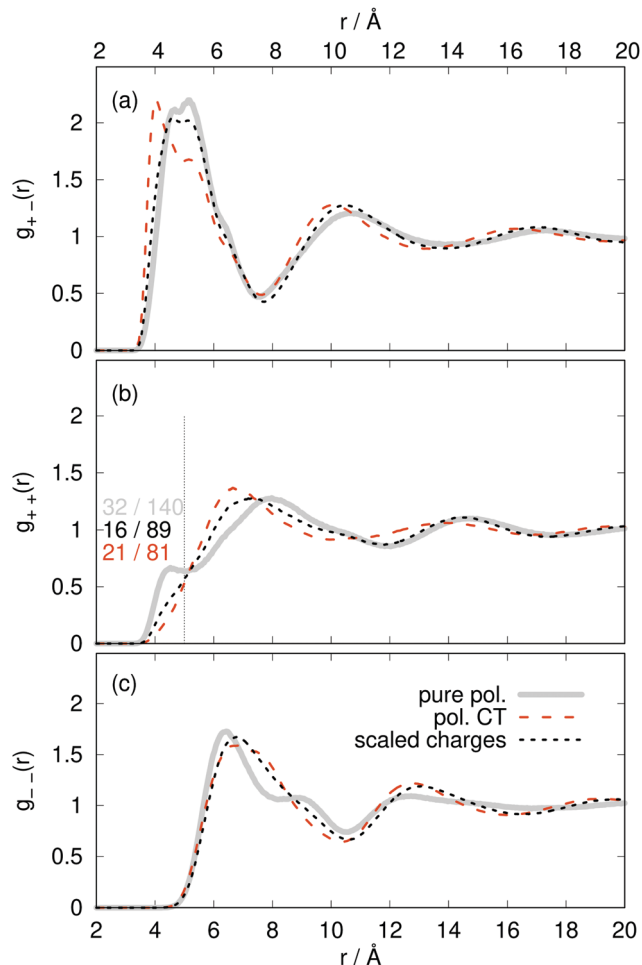 r / Å
2 4 6 8 10 12 14 16 18 20
(a)
2
1.5
1
0.5
0
g+−(r)
(b)
2
1.5
1
0.5
0
g++(r)
32 / 140
16 / 89
21 / 81
(c)
2
1.5
1
0.5
0
g−−(r)
pure pol.
pol. CT
scaled charges
2 4 6 8 10 12 14 16 18 20
r / Å